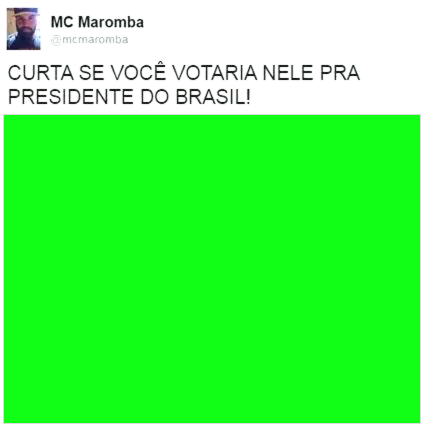 MC Maromba
@mcmaromba
CURTA SE VOCÊ VOTARIA NELE PRA
PRESIDENTE DO BRASIL!